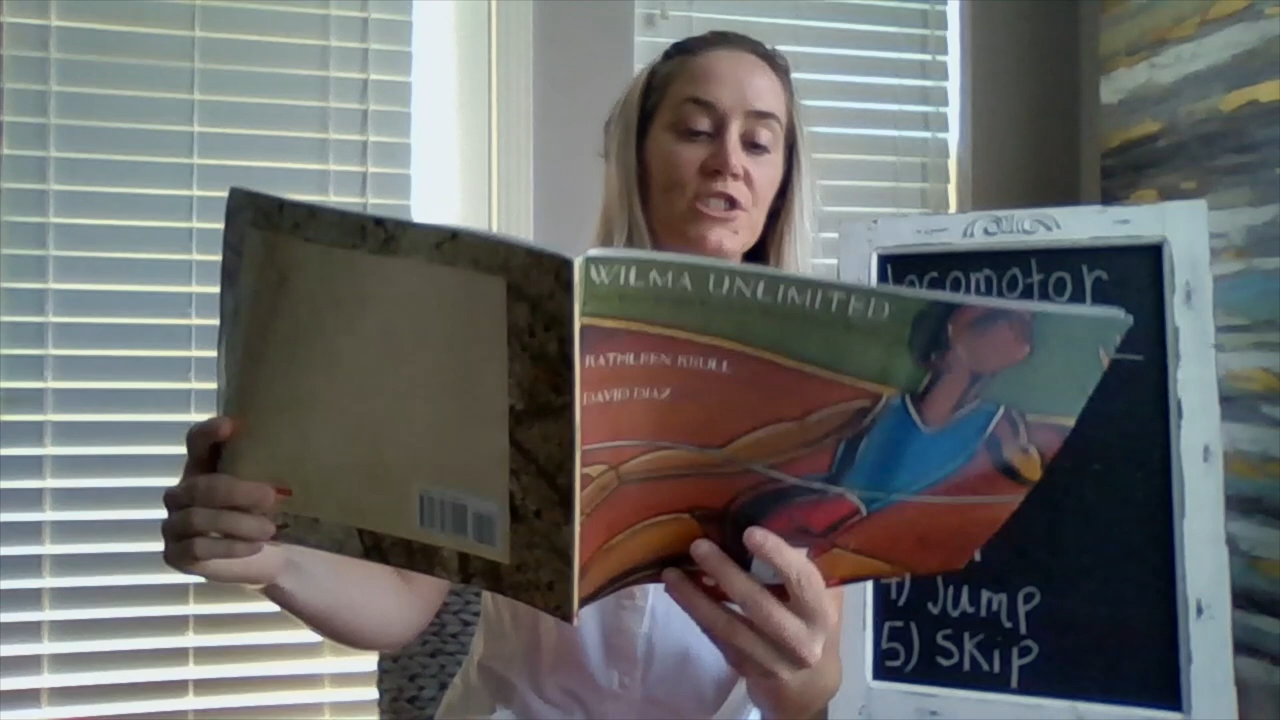 WILMA UNLIMITED
KATHLEEN KRULL
DAVID DIAZ
locomotor
4) Jump
5) Skip